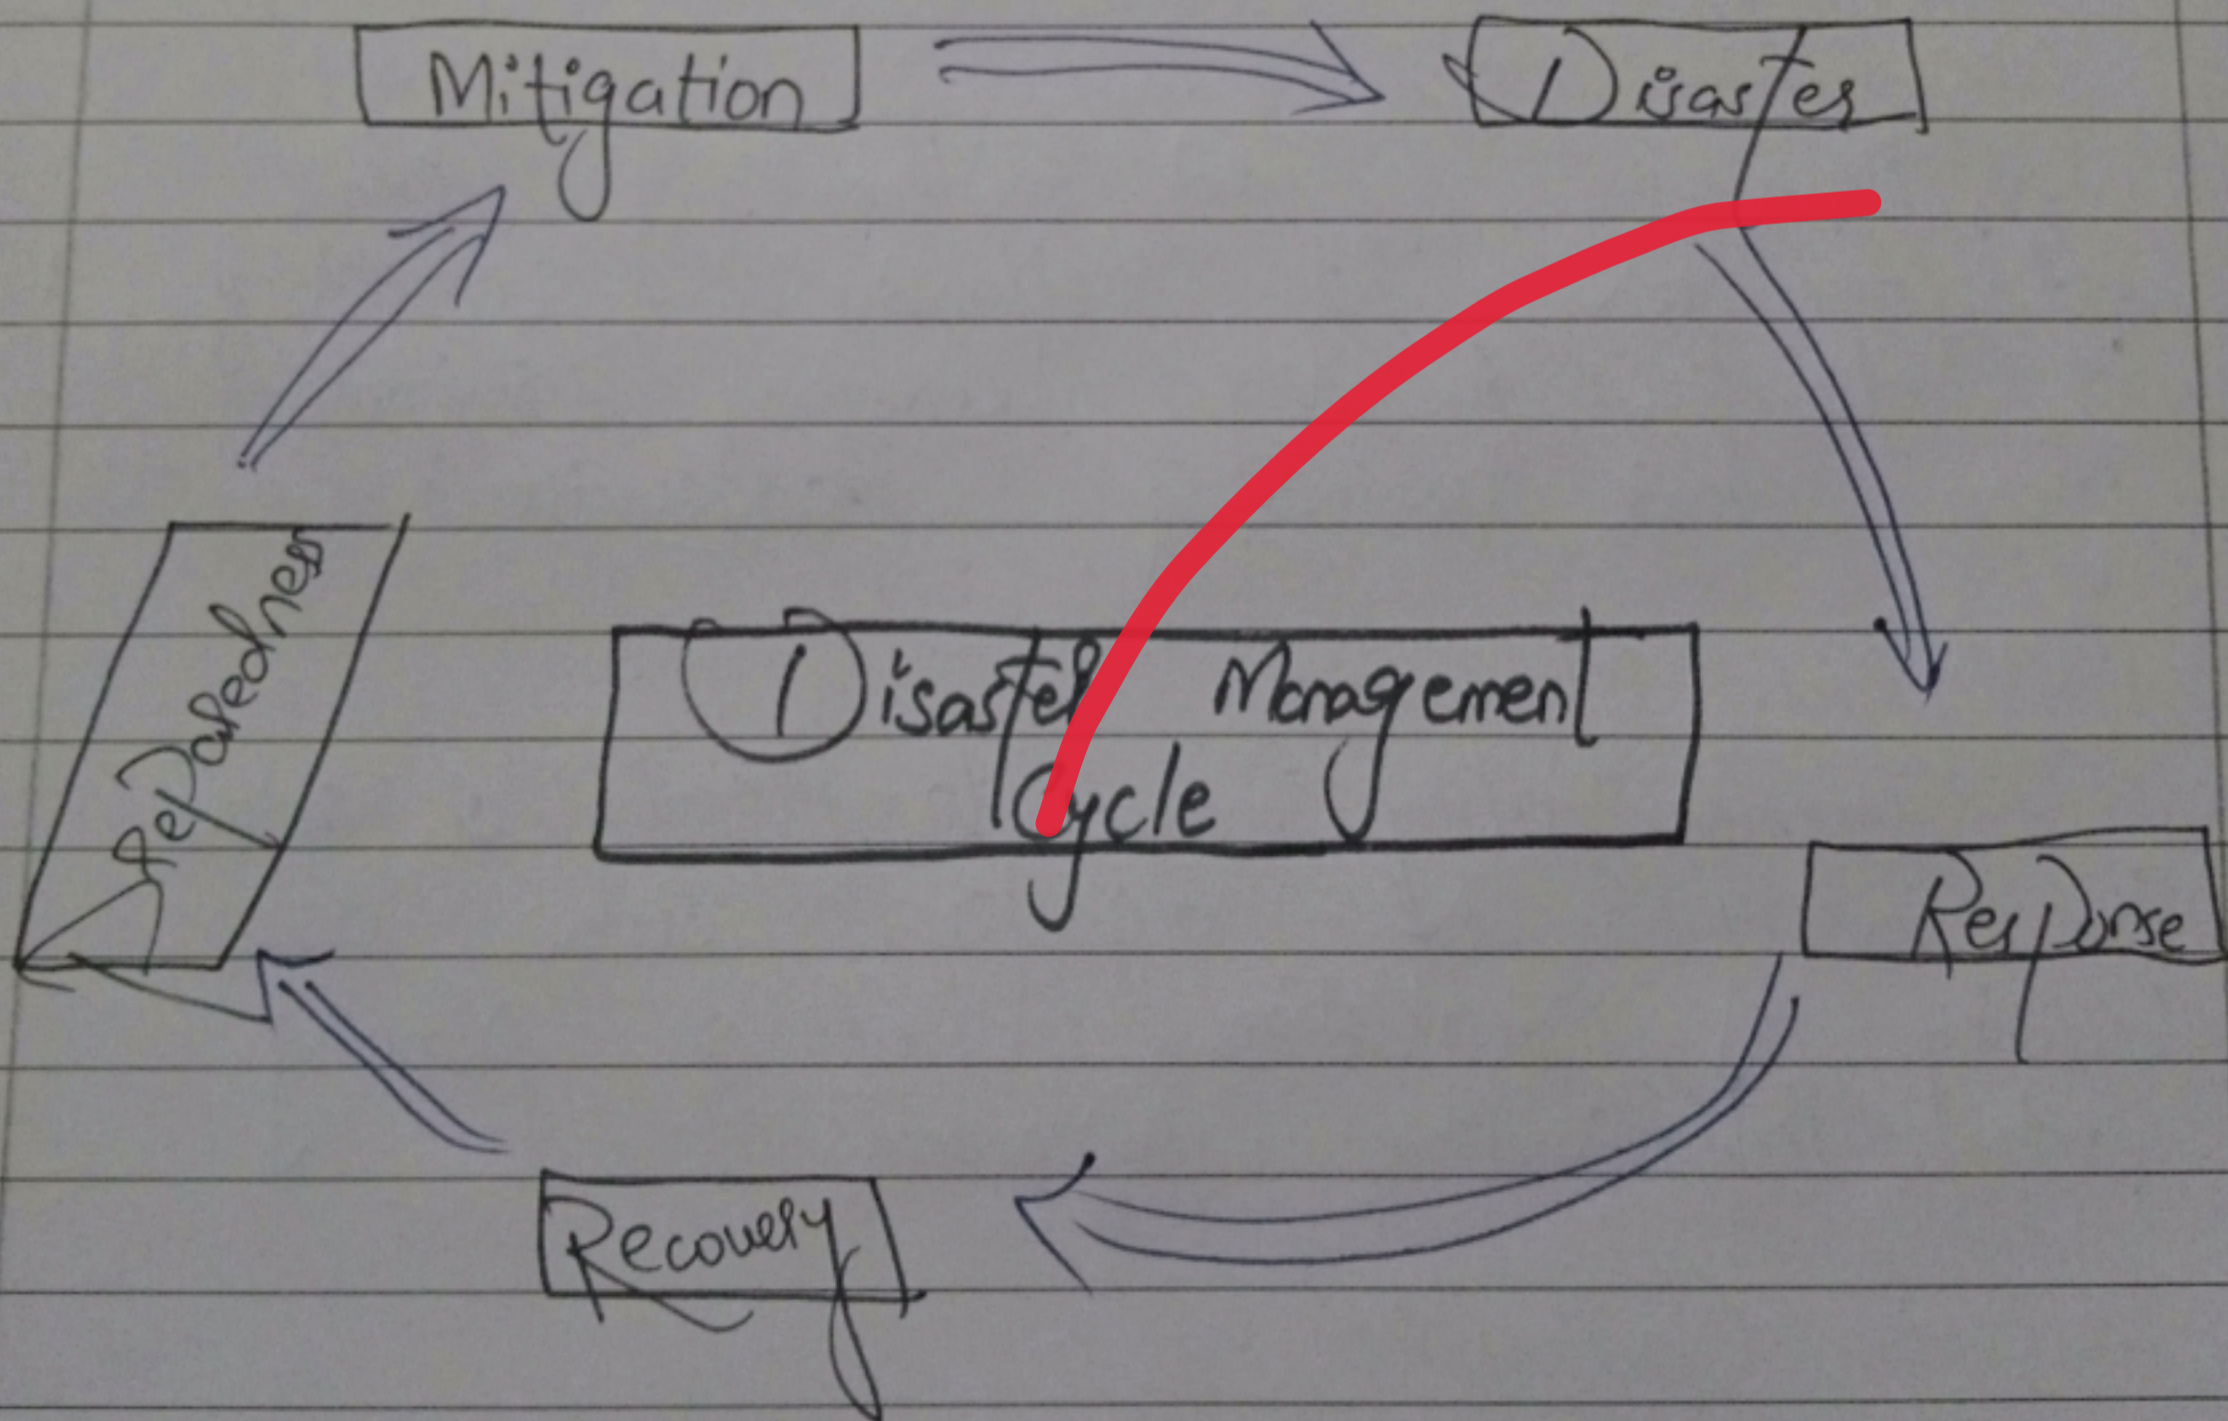 Mitigation
Disaster
Preparedness
Disaster Management
Cycle
Response
Recovery